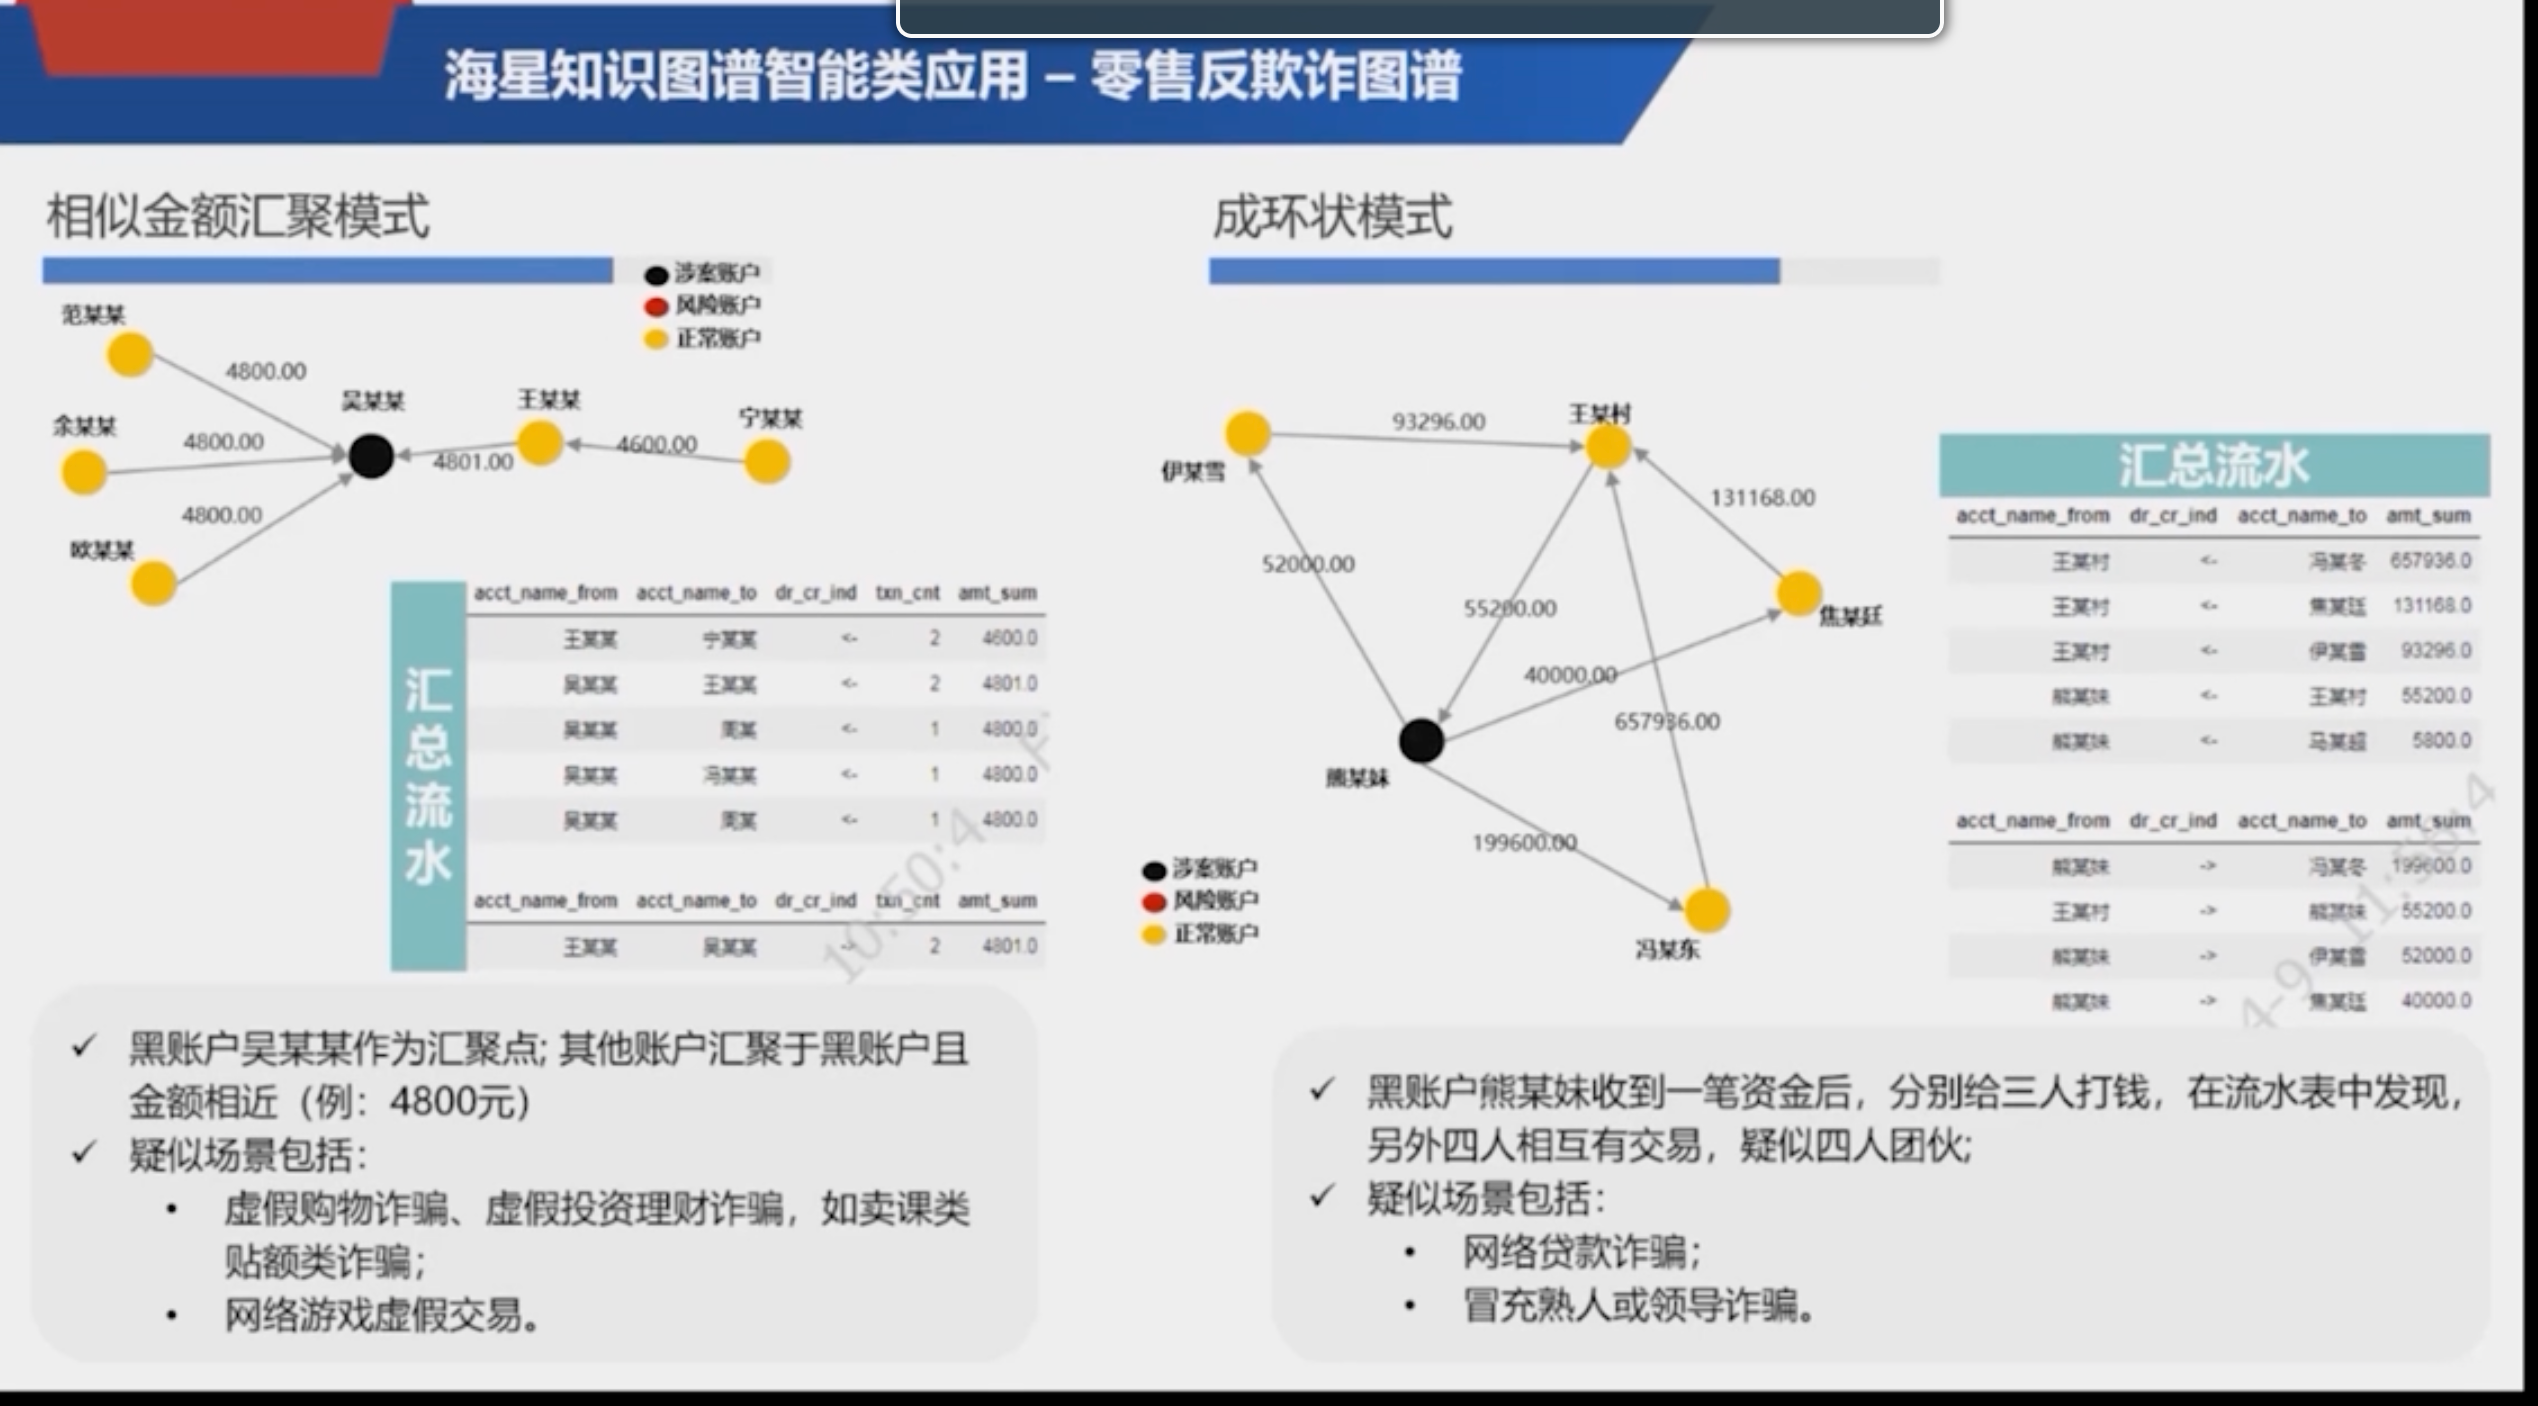 海星知识图谱智能类应用 – 零售反欺诈图谱
相似金额汇聚模式
涉案账户
风险账户
正常账户
范某某
4800.00
余某某
4800.00
欧某某
4800.00
吴某某
4801.00
王某某
4600.00
宁某某
汇总流水
acct_name_from acct_name_to dr_cr_ind txn_cnt amt_sum
王某某 宁某某 <- 2 4600.0
吴某某 王某某 <- 2 4801.0
吴某某 周某 <- 1 4800.0
吴某某 冯某某 <- 1 4800.0
吴某某 周某 <- 1 4800.0
acct_name_from acct_name_to dr_cr_ind txn_cnt amt_sum
王某某 吴某某 -> 2 4801.0
黑账户吴某某作为汇聚点; 其他账户汇聚于黑账户且
金额相近（例：4800元）
疑似场景包括：
虚假购物诈骗、虚假投资理财诈骗，如卖课类
贴额类诈骗；
网络游戏虚假交易。
成环状模式
伊某雪
93296.00
王某村
131168.00
52000.00
55200.00
焦某廷
40000.00
657936.00
熊某妹
199600.00
冯某东
涉案账户
风险账户
正常账户
汇总流水
acct_name_from dr_cr_ind acct_name_to amt_sum
王某村 <- 冯某冬 657936.0
王某村 <- 焦某廷 131168.0
王某村 <- 伊某雪 93296.0
熊某妹 <- 王某村 55200.0
熊某妹 <- 马某超 5800.0
acct_name_from dr_cr_ind acct_name_to amt_sum
熊某妹 -> 冯某冬 199600.0
王某村 -> 熊某妹 55200.0
熊某妹 -> 伊某雪 52000.0
熊某妹 -> 焦某廷 40000.0
黑账户熊某妹收到一笔资金后，分别给三人打钱，在流水表中发现，
另外四人相互有交易，疑似四人团伙;
疑似场景包括：
网络贷款诈骗；
冒充熟人或领导诈骗。
10:50:4